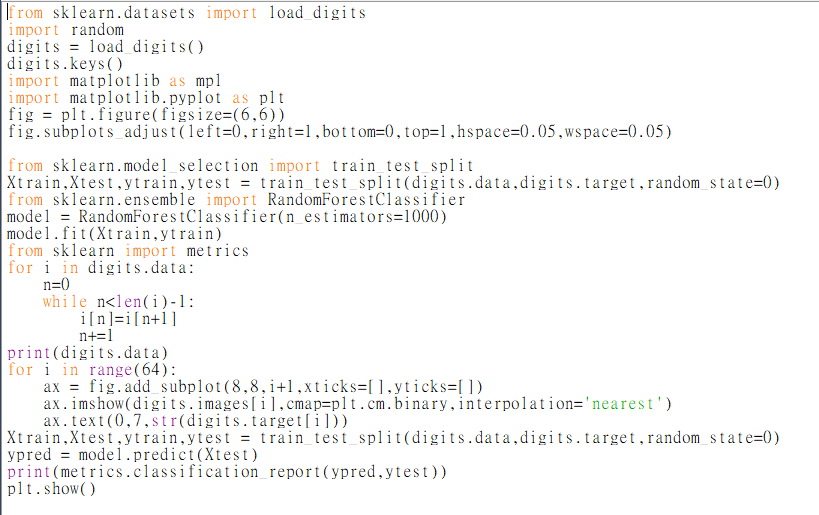 from sklearn.datasets import load_digits
import random
digits = load_digits()
digits.keys()
import matplotlib as mpl
import matplotlib.pyplot as plt
fig = plt.figure(figsize=(6,6))
fig.subplots_adjust(left=0,right=1,bottom=0,top=1,hspace=0.05,wspace=0.05)

from sklearn.model_selection import train_test_split
Xtrain,Xtest,ytrain,ytest = train_test_split(digits.data,digits.target,random_state=0)
from sklearn.ensemble import RandomForestClassifier
model = RandomForestClassifier(n_estimators=1000)
model.fit(Xtrain,ytrain)
from sklearn import metrics
for i in digits.data:
    n=0
    while n<len(i)-1:
        i[n]=i[n+1]
        n+=1
print(digits.data)
for i in range(64):
    ax = fig.add_subplot(8,8,i+1,xticks=[],yticks=[])
    ax.imshow(digits.images[i],cmap=plt.cm.binary,interpolation='nearest')
    ax.text(0,7,str(digits.target[i]))
Xtrain,Xtest,ytrain,ytest = train_test_split(digits.data,digits.target,random_state=0)
ypred = model.predict(Xtest)
print(metrics.classification_report(ypred,ytest))
plt.show()